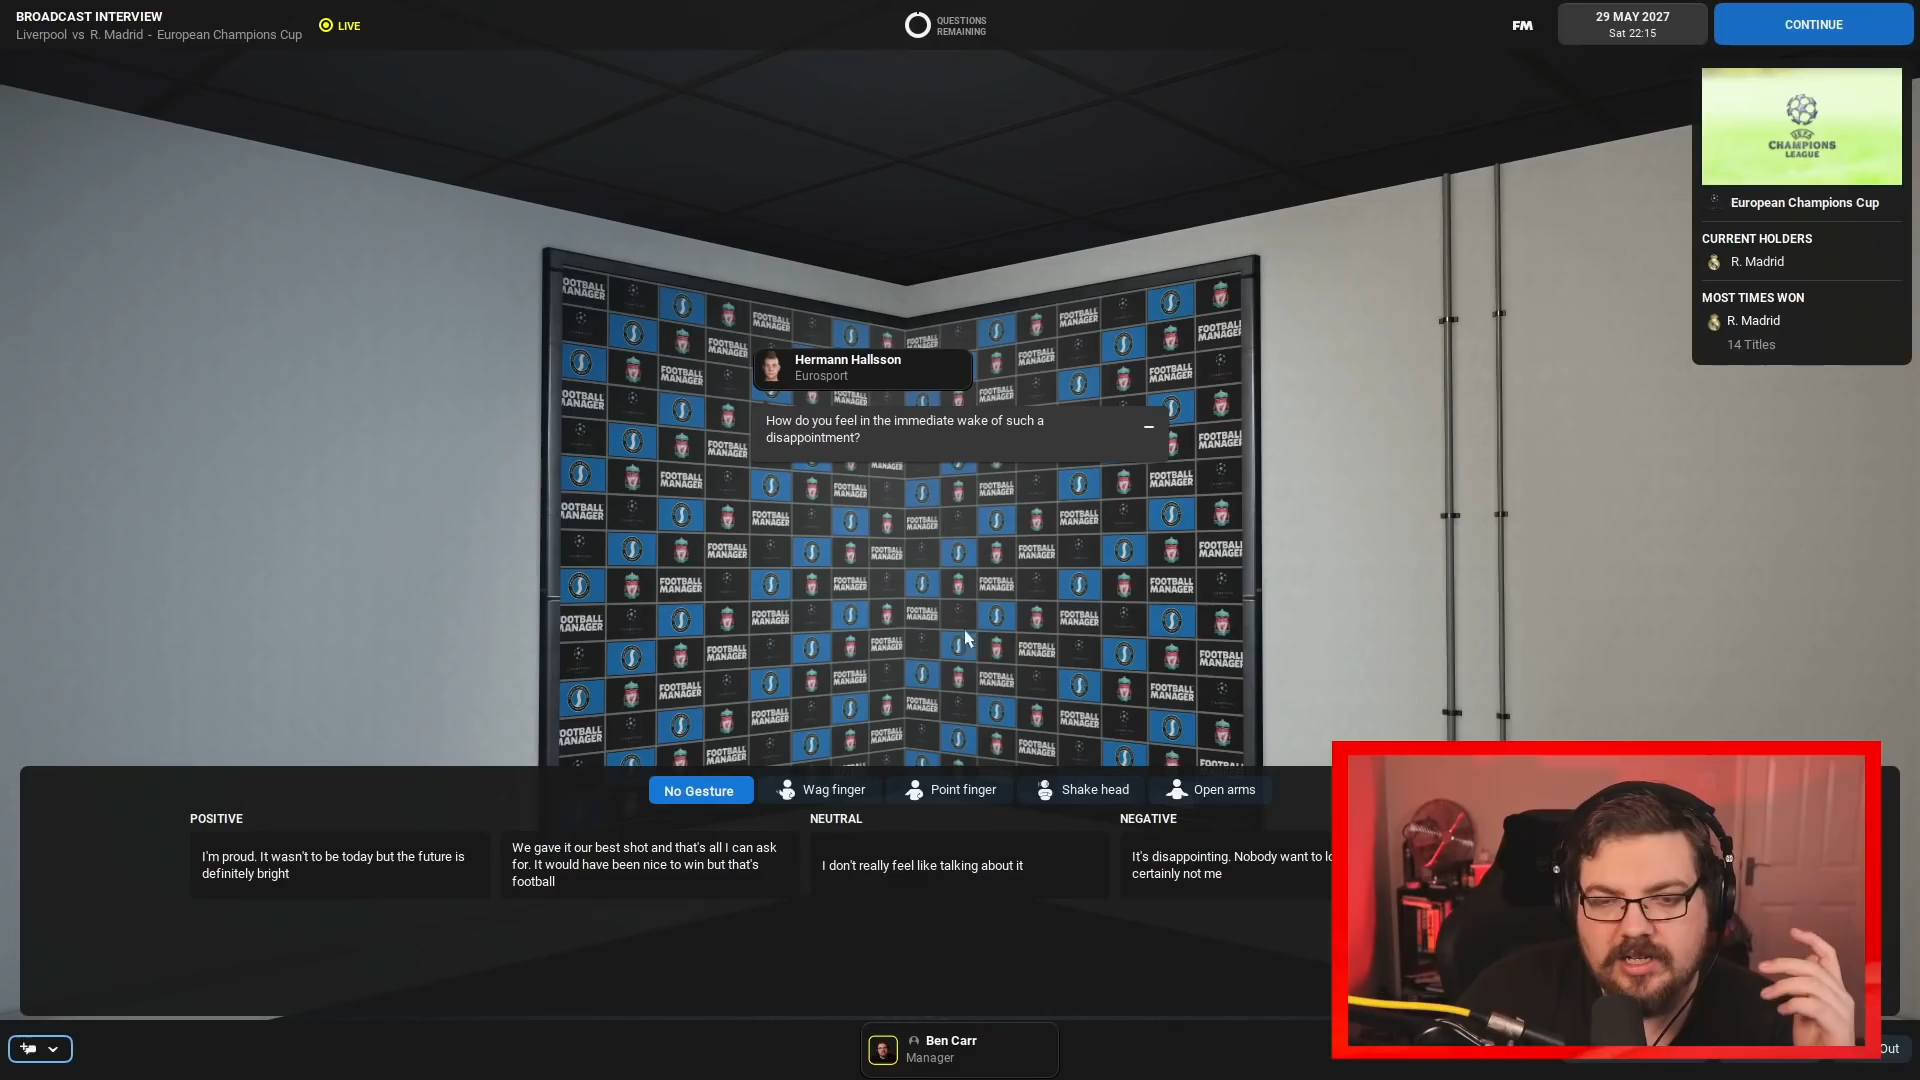 BROADCAST INTERVIEW
Liverpool vs R. Madrid - European Champions Cup
LIVE
QUESTIONS
REMAINING
FM
29 MAY 2027
Sat 22:15
CONTINUE
UEFA
CHAMPIONS
LEAGUE
European Champions Cup
CURRENT HOLDERS
R. Madrid
MOST TIMES WON
R. Madrid
14 Titles
FOOTBALL
MANAGER
Hermann Hallsson
Eurosport
How do you feel in the immediate wake of such a
disappointment?
No Gesture
Wag finger
Point finger
Shake head
Open arms
POSITIVE
NEUTRAL
NEGATIVE
I'm proud. It wasn't to be today but the future is
definitely bright
We gave it our best shot and that's all I can ask
for. It would have been nice to win but that's
football
I don't really feel like talking about it
It's disappointing. Nobody want to lo
certainly not me
Ben Carr
Manager
Out